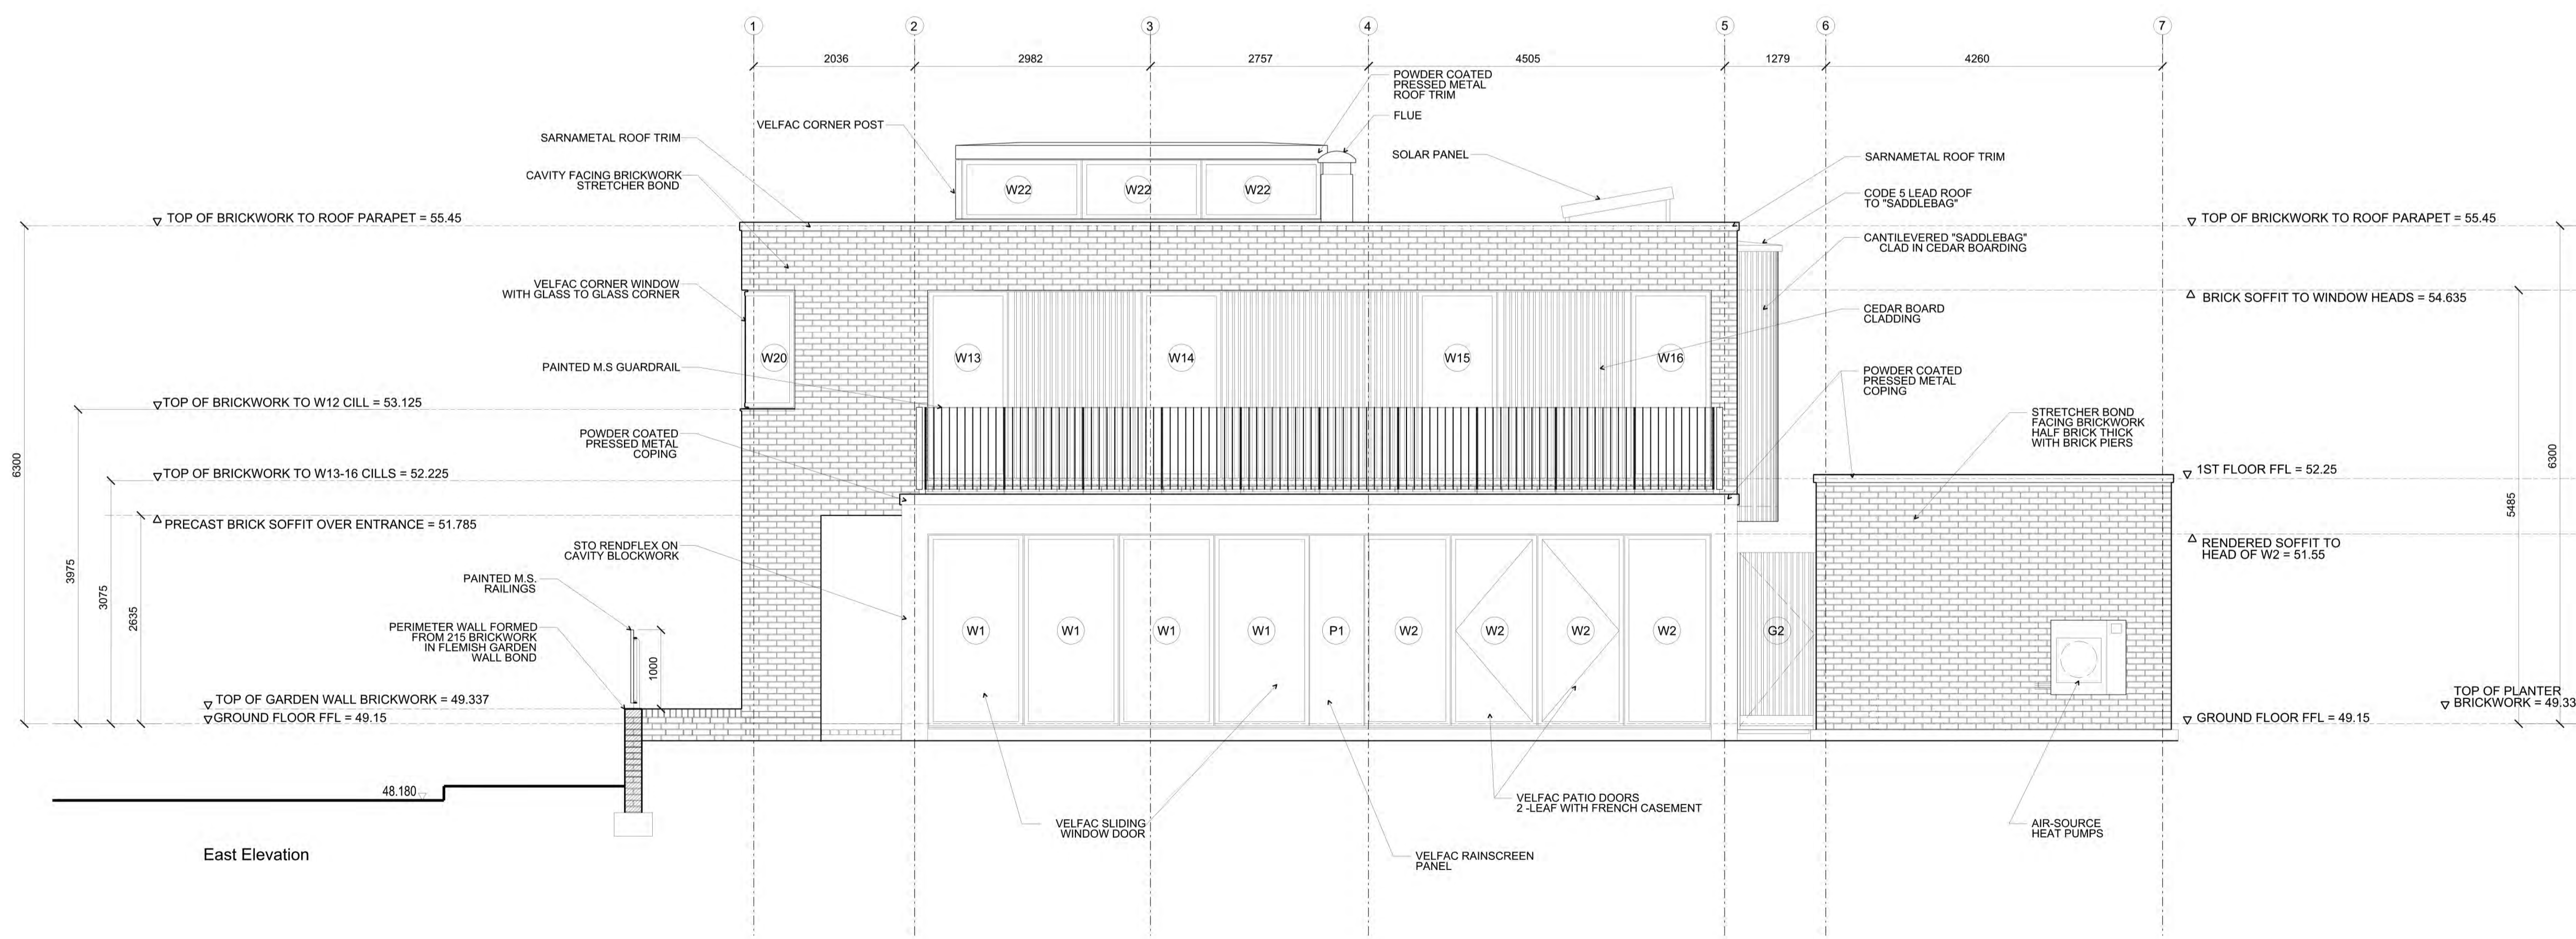 1
2
3
4
5
6
7
2036
2982
2757
4505
1279
4260
POWDER COATED
PRESSED METAL
ROOF TRIM
FLUE
VELFAC CORNER POST
SARNAMETAL ROOF TRIM
SOLAR PANEL
SARNAMETAL ROOF TRIM
CAVITY FACING BRICKWORK
STRETCHER BOND
W22
W22
W22
CODE 5 LEAD ROOF
TO "SADDLEBAG"
TOP OF BRICKWORK TO ROOF PARAPET = 55.45
TOP OF BRICKWORK TO ROOF PARAPET = 55.45
CANTILEVERED "SADDLEBAG"
CLAD IN CEDAR BOARDING
VELFAC CORNER WINDOW
WITH GLASS TO GLASS CORNER
BRICK SOFFIT TO WINDOW HEADS = 54.635
CEDAR BOARD
CLADDING
W20
W13
W14
W15
W16
PAINTED M.S GUARDRAIL
POWDER COATED
PRESSED METAL
COPING
TOP OF BRICKWORK TO W12 CILL = 53.125
STRETCHER BOND
FACING BRICKWORK
HALF BRICK THICK
WITH BRICK PIERS
POWDER COATED
PRESSED METAL
COPING
6300
6300
TOP OF BRICKWORK TO W13-16 CILLS = 52.225
1ST FLOOR FFL = 52.25
5485
PRECAST BRICK SOFFIT OVER ENTRANCE = 51.785
STO RENDFLEX ON
CAVITY BLOCKWORK
RENDERED SOFFIT TO
HEAD OF W2 = 51.55
3975
3075
2635
PAINTED M.S.
RAILINGS
PERIMETER WALL FORMED
FROM 215 BRICKWORK
IN FLEMISH GARDEN
WALL BOND
1000
W1
W1
W1
W1
P1
W2
W2
W2
W2
G2
TOP OF GARDEN WALL BRICKWORK = 49.337
GROUND FLOOR FFL = 49.15
TOP OF PLANTER
BRICKWORK = 49.33
GROUND FLOOR FFL = 49.15
48.180
VELFAC PATIO DOORS
2 -LEAF WITH FRENCH CASEMENT
VELFAC SLIDING
WINDOW DOOR
AIR-SOURCE
HEAT PUMPS
VELFAC RAINSCREEN
PANEL
East Elevation